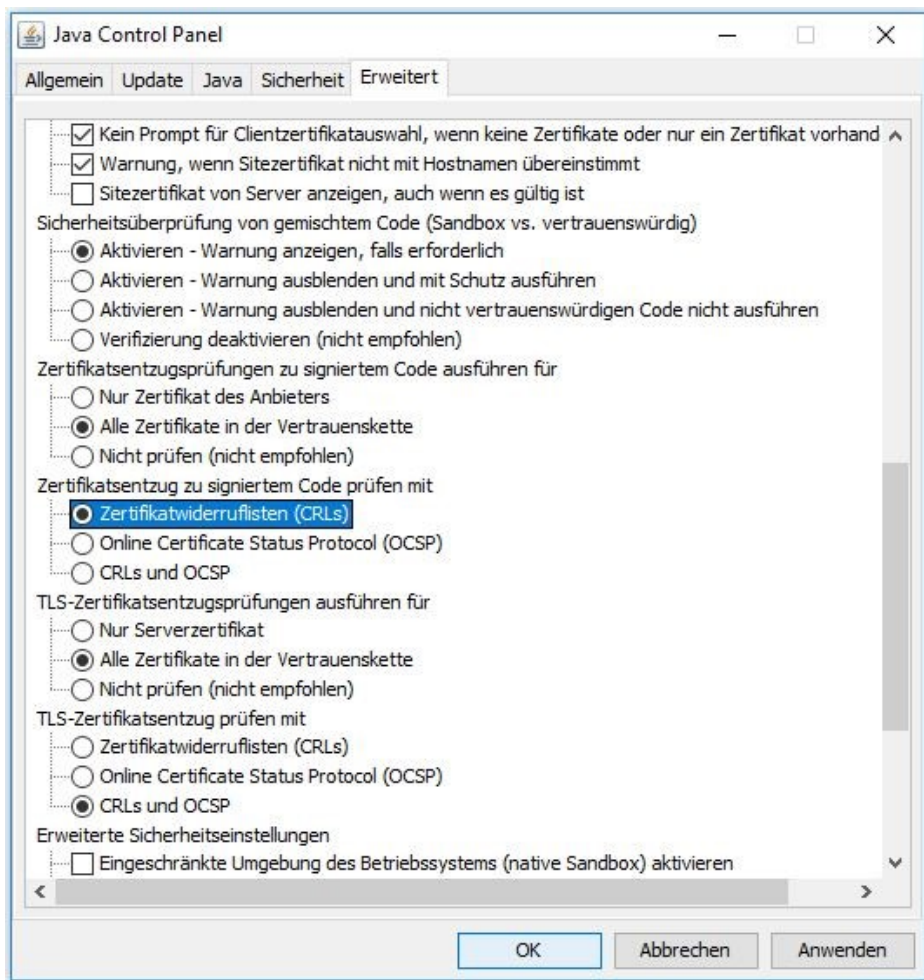 Java Control Panel
Allgemein Update Java Sicherheit Erweitert
Kein Prompt für Clientzertifikatauswahl, wenn keine Zertifikate oder nur ein Zertifikat vorhand
Warnung, wenn Sitezertifikat nicht mit Hostnamen übereinstimmt
Sitezertifikat von Server anzeigen, auch wenn es gültig ist
Sicherheitsüberprüfung von gemischtem Code (Sandbox vs. vertrauenswürdig)
Aktivieren - Warnung anzeigen, falls erforderlich
Aktivieren - Warnung ausblenden und mit Schutz ausführen
Aktivieren - Warnung ausblenden und nicht vertrauenswürdigen Code nicht ausführen
Verifizierung deaktivieren (nicht empfohlen)
Zertifikatsentzugsprüfungen zu signiertem Code ausführen für
Nur Zertifikat des Anbieters
Alle Zertifikate in der Vertrauenskette
Nicht prüfen (nicht empfohlen)
Zertifikatsentzug zu signiertem Code prüfen mit
Zertifikatwiderruflisten (CRLs)
Online Certificate Status Protocol (OCSP)
CRLs und OCSP
TLS-Zertifikatsentzugsprüfungen ausführen für
Nur Serverzertifikat
Alle Zertifikate in der Vertrauenskette
Nicht prüfen (nicht empfohlen)
TLS-Zertifikatsentzug prüfen mit
Zertifikatwiderruflisten (CRLs)
Online Certificate Status Protocol (OCSP)
CRLs und OCSP
Erweiterte Sicherheitseinstellungen
Eingeschränkte Umgebung des Betriebssystems (native Sandbox) aktivieren
OK Abbrechen Anwenden